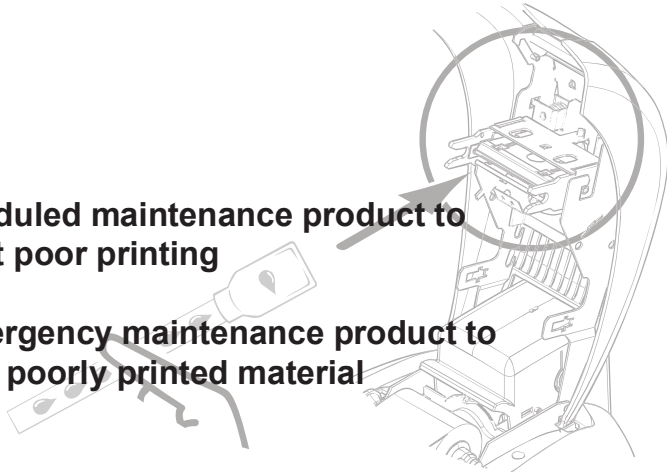 duled maintenance product to
t poor printing
ergency maintenance product to
poorly printed material